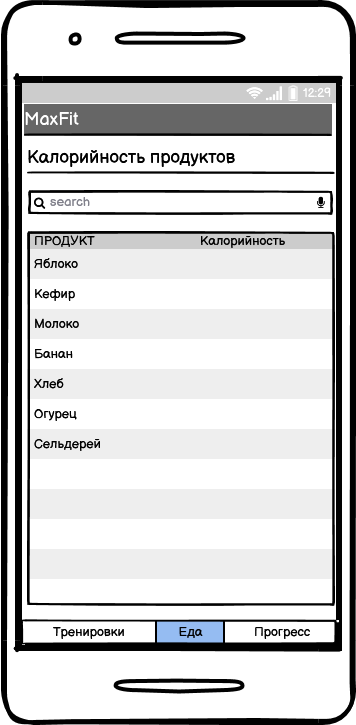 12:29
MaxFit
Калорийность продуктов
search
ПРОДУКТ Калорийность
Яблоко
Кефир
Молоко
Банан
Хлеб
Огурец
Сельдерей
Тренировки Еда Прогресс